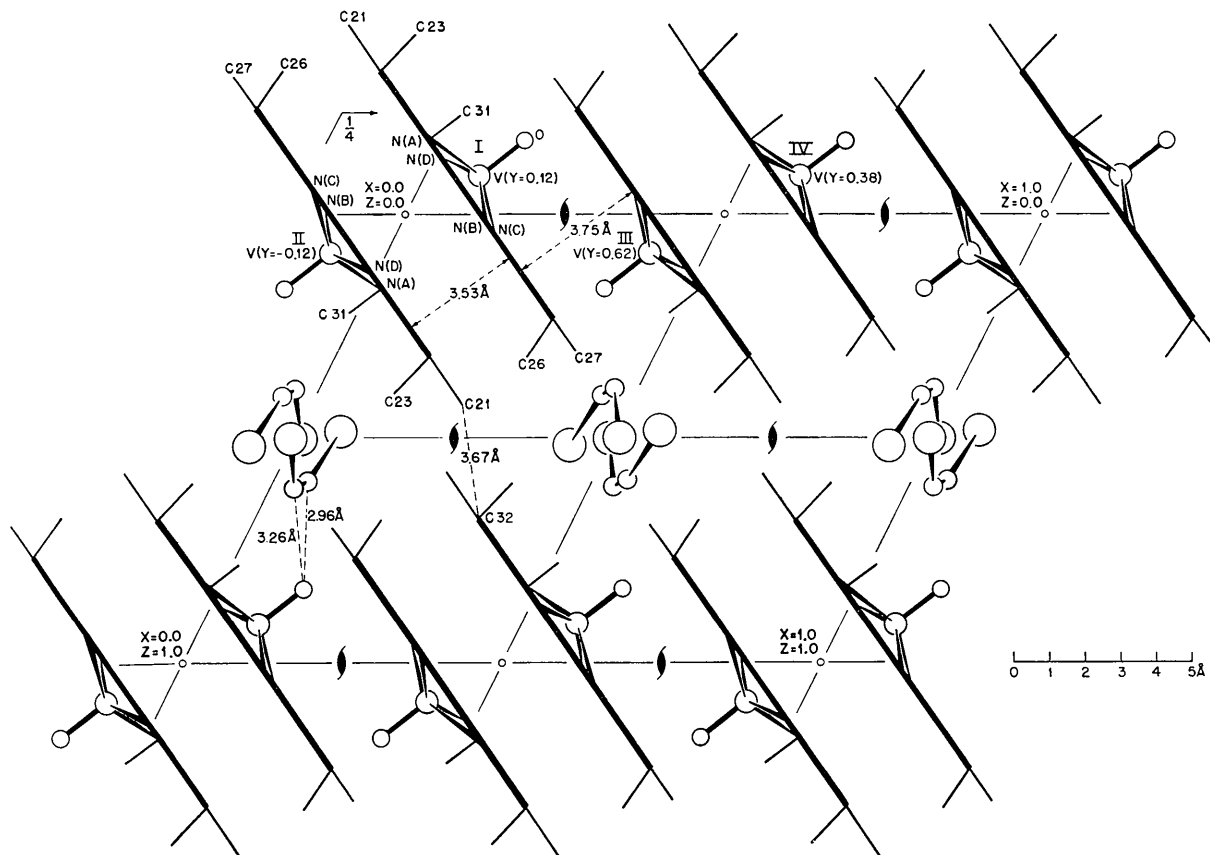 C21
C23
C27
C26
1/4
C31
N(A)
I
O
N(D)
V(Y=0.12)
IV
V(Y=0.38)
N(C)
N(B)
X=0.0
Z=0.0
X=1.0
Z=0.0
N(B)
N(C)
3.75Å
II
V(Y=-0.12)
III
V(Y=0.62)
N(D)
N(A)
3.53Å
C31
C26
C27
C23
C21
3.67Å
2.96Å
3.26Å
C32
X=0.0
Z=1.0
X=1.0
Z=1.0
0 1 2 3 4 5Å